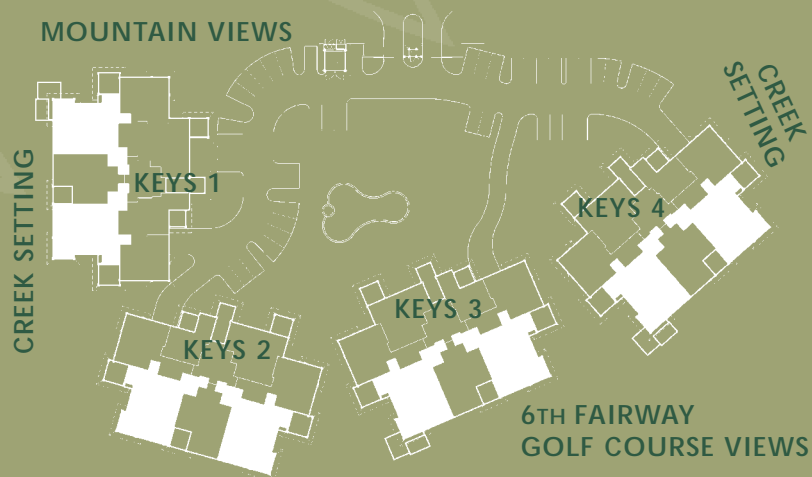 MOUNTAIN VIEWS
CREEK
SETTING
CREEK SETTING
KEYS 1
KEYS 4
KEYS 3
KEYS 2
6TH FAIRWAY
GOLF COURSE VIEWS